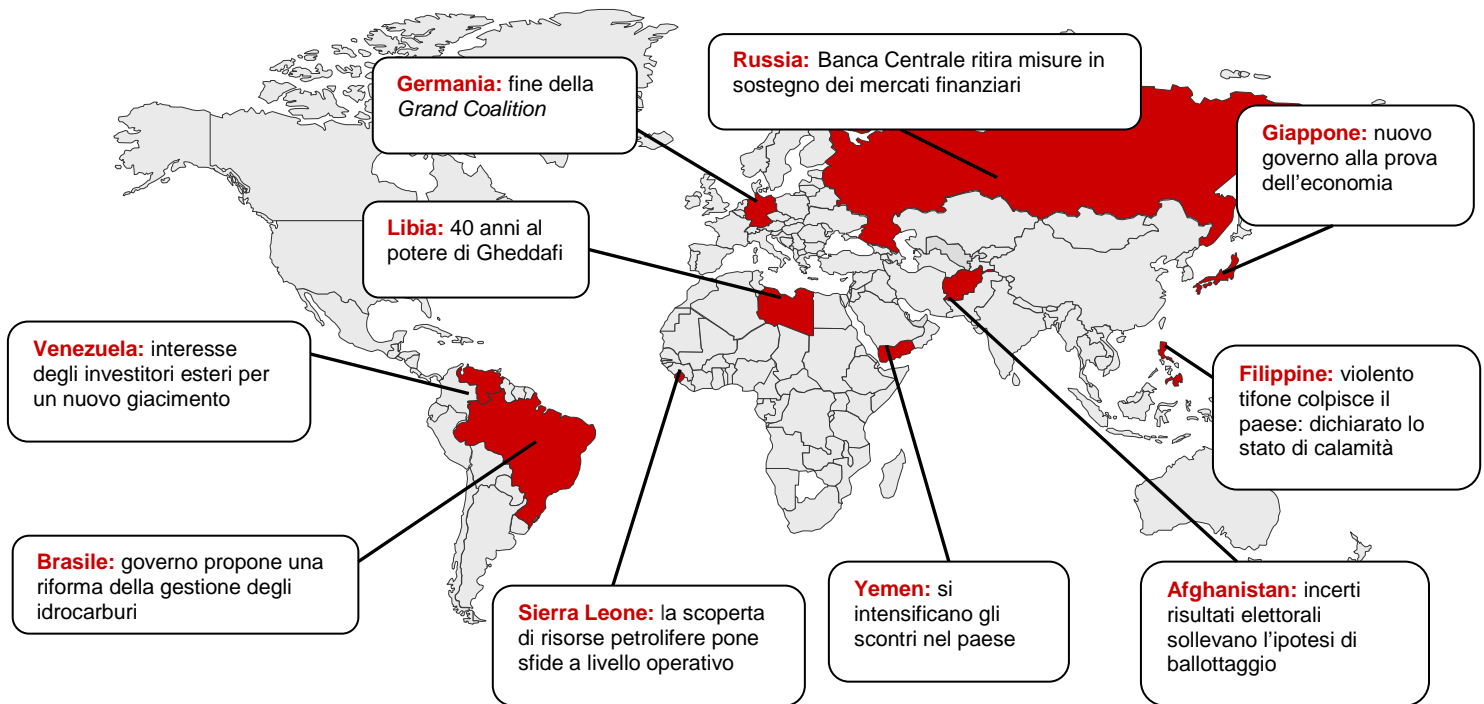 Germania: fine della
Grand Coalition
Russia: Banca Centrale ritira misure in
sostegno dei mercati finanziari
Giappone: nuovo
governo alla prova
dell'economia
Libia: 40 anni al
potere di Gheddafi
Venezuela: interesse
degli investitori esteri per
un nuovo giacimento
Filippine: violento
tifone colpisce il
paese: dichiarato lo
stato di calamità
Brasile: governo propone una
riforma della gestione degli
idrocarburi
Sierra Leone: la scoperta
di risorse petrolifere pone
sfide a livello operativo
Yemen: si
intensificano gli
scontri nel paese
Afghanistan: incerti
risultati elettorali
sollevano l'ipotesi di
ballottaggio